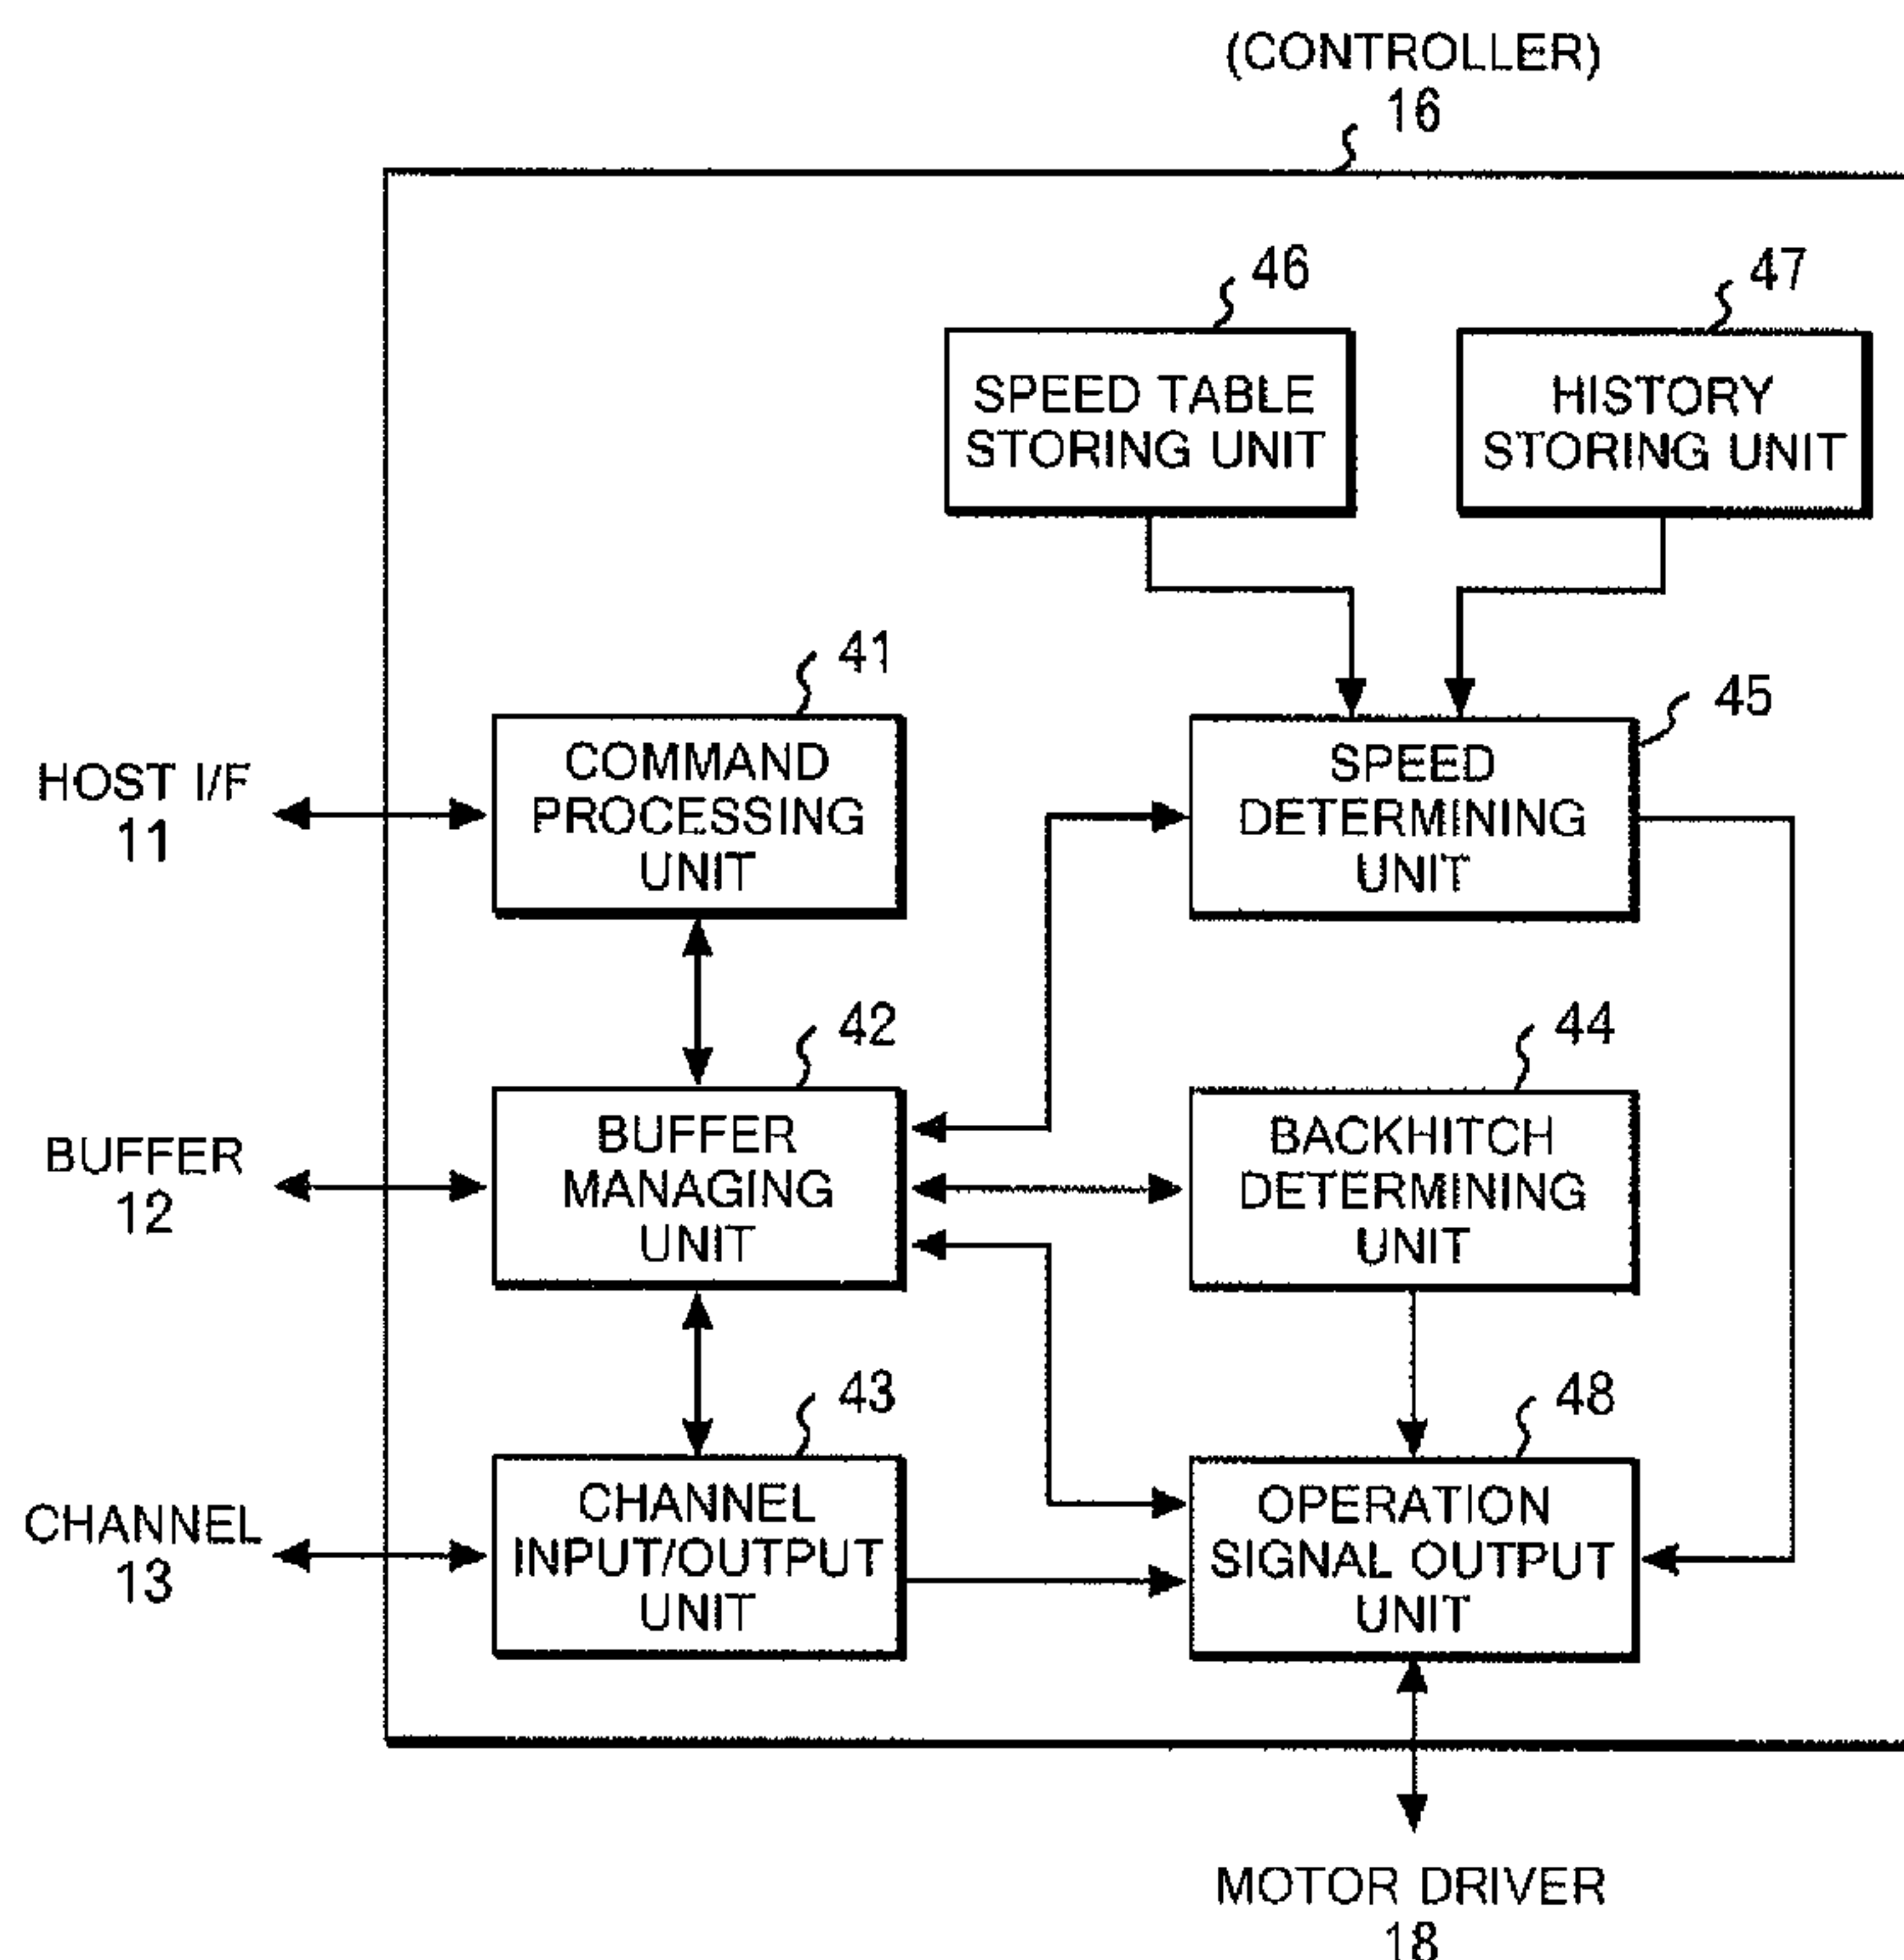 (CONTROLLER)
16
46
47
SPEED TABLE
STORING UNIT
HISTORY
STORING UNIT
41
45
HOST I/F
11
COMMAND
PROCESSING
UNIT
SPEED
DETERMINING
UNIT
42
44
BUFFER
12
BUFFER
MANAGING
UNIT
BACKHITCH
DETERMINING
UNIT
43
48
CHANNEL
13
CHANNEL
INPUT/OUTPUT
UNIT
OPERATION
SIGNAL OUTPUT
UNIT
MOTOR DRIVER
18